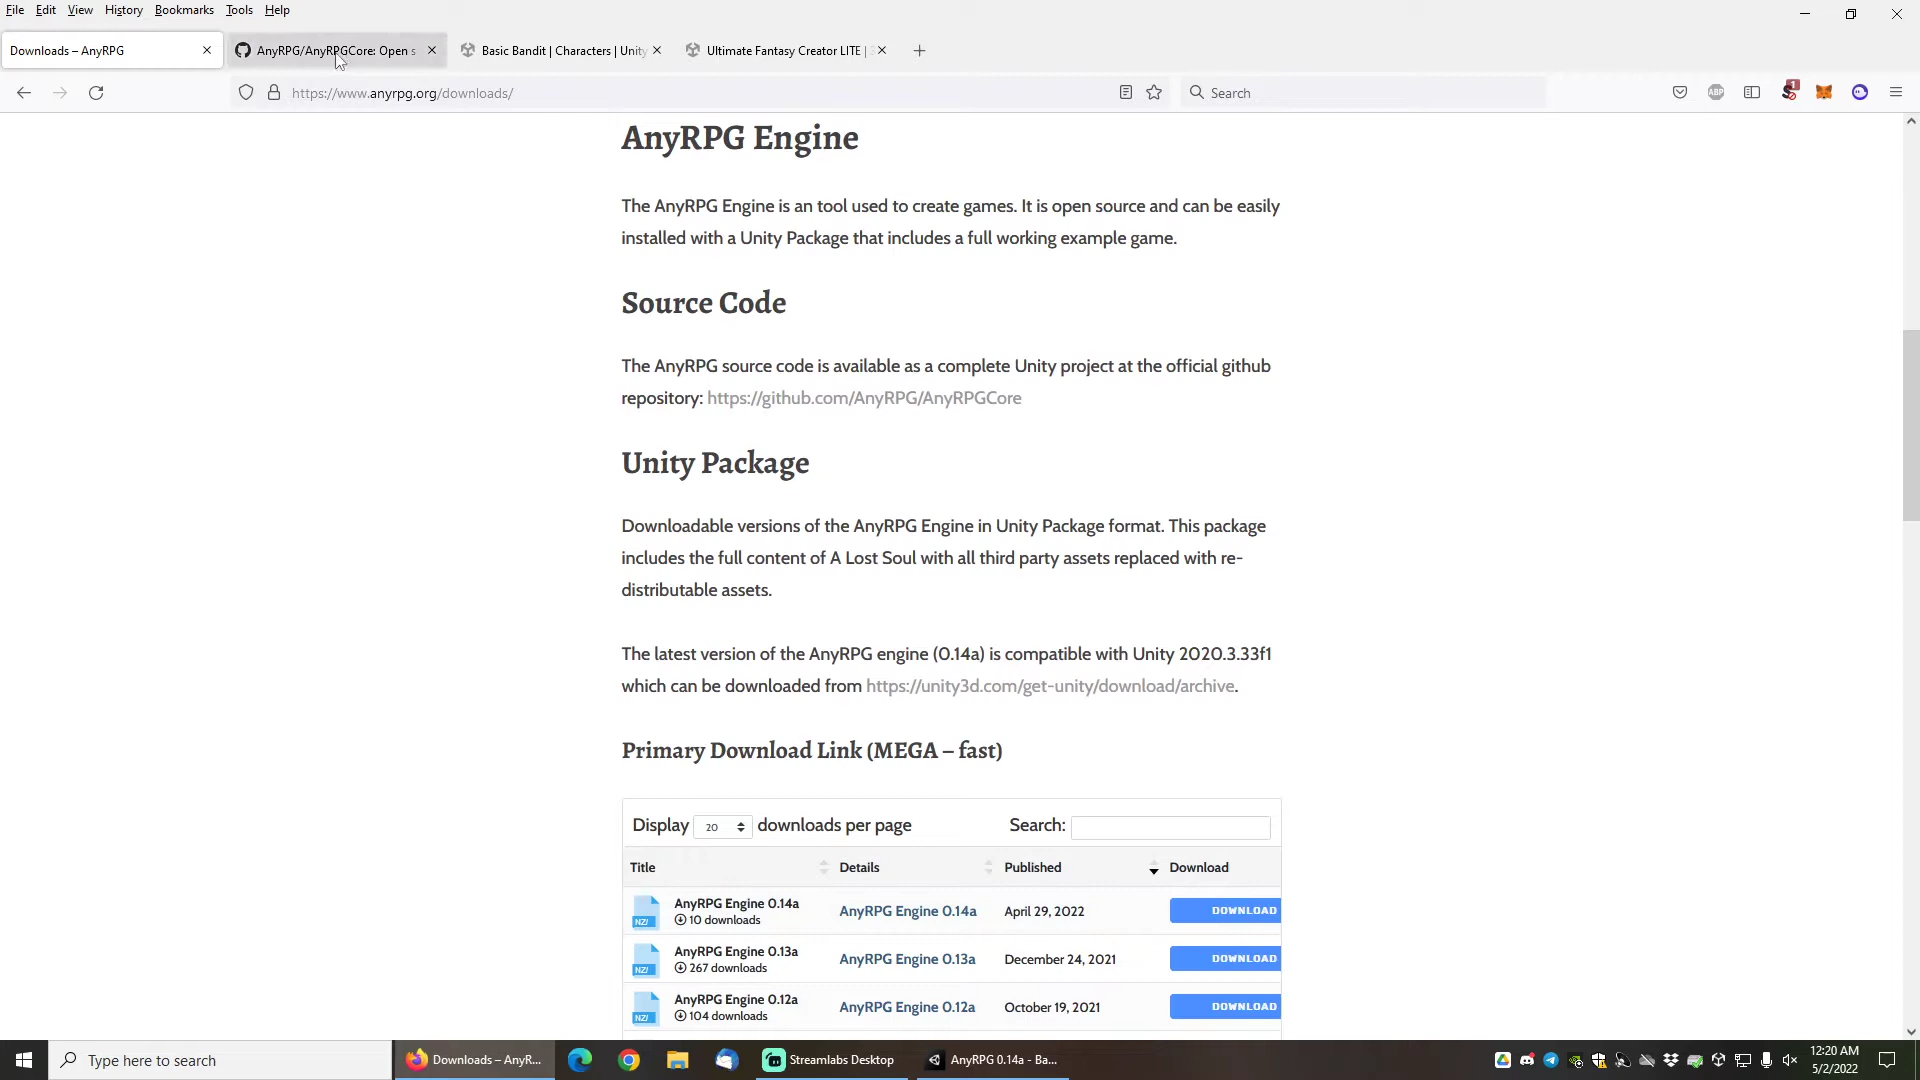 File Edit View History Bookmarks Tools Help
Downloads – AnyRPG
AnyRPG/AnyRPGCore: Open s
Basic Bandit | Characters | Unity
Ultimate Fantasy Creator LITE |
https://www.anyrpg.org/downloads/
Search
ABP
1
AnyRPG Engine
The AnyRPG Engine is an tool used to create games. It is open source and can be easily
installed with a Unity Package that includes a full working example game.
Source Code
The AnyRPG source code is available as a complete Unity project at the official github
repository: https://github.com/AnyRPG/AnyRPGCore
Unity Package
Downloadable versions of the AnyRPG Engine in Unity Package format. This package
includes the full content of A Lost Soul with all third party assets replaced with re-
distributable assets.
The latest version of the AnyRPG engine (0.14a) is compatible with Unity 2020.3.33f1
which can be downloaded from https://unity3d.com/get-unity/download/archive.
Primary Download Link (MEGA – fast)
Display 20 downloads per page Search:
Title Details Published Download
AnyRPG Engine 0.14a
10 downloads
AnyRPG Engine 0.14a April 29, 2022 DOWNLOAD
AnyRPG Engine 0.13a
267 downloads
AnyRPG Engine 0.13a December 24, 2021 DOWNLOAD
AnyRPG Engine 0.12a
104 downloads
AnyRPG Engine 0.12a October 19, 2021 DOWNLOAD
Type here to search
Downloads – AnyR...
Streamlabs Desktop
AnyRPG 0.14a - Ba...
12:20 AM
5/2/2022